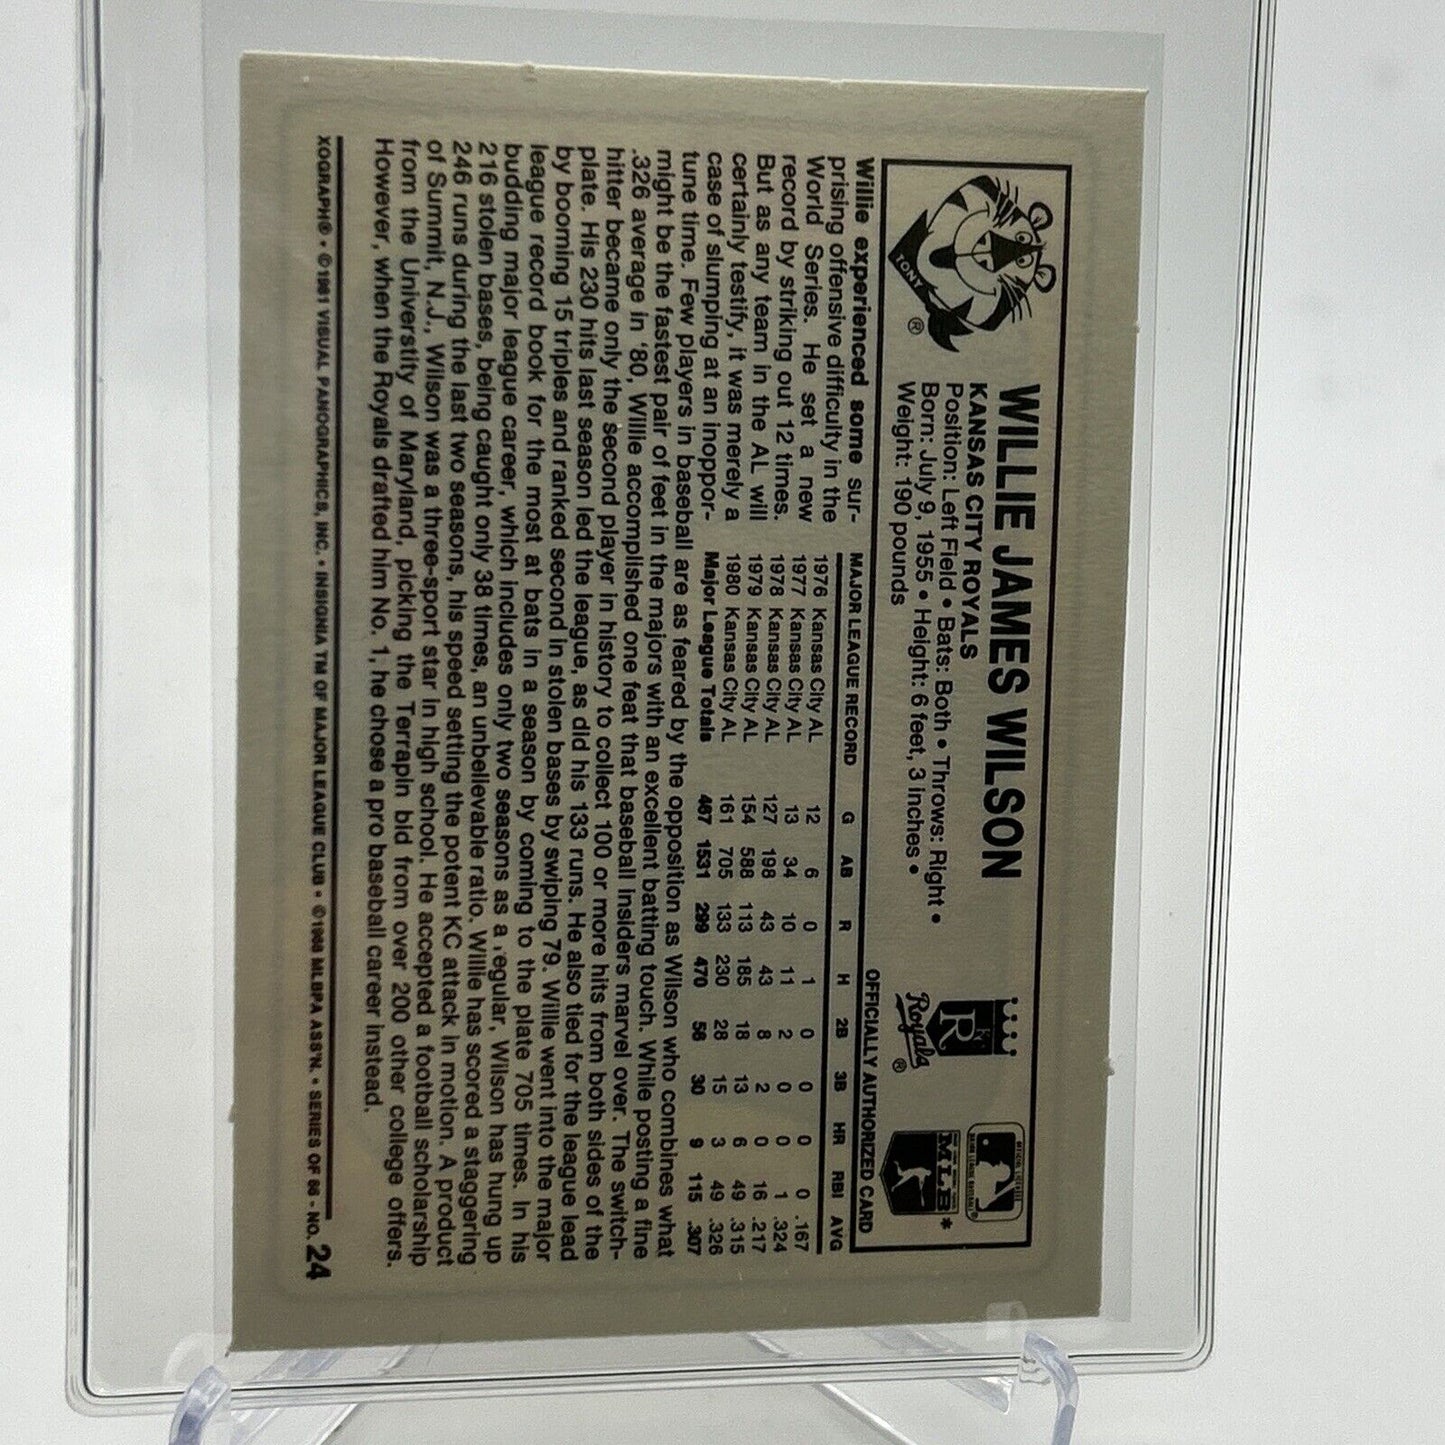 TONY
®
WILLIE JAMES WILSON
KANSAS CITY ROYALS
Position: Left Field • Bats: Both • Throws: Right •
Born: July 9, 1955 • Height: 6 feet, 3 inches •
Weight: 190 pounds
KC
R
Royals
®
MLB*
OFFICIALLY AUTHORIZED CARD
Willie experienced some sur-
prising offensive difficulty in the
World Series. He set a new
record by striking out 12 times.
But as any team in the AL will
certainly testify, it was merely a
case of slumping at an inoppor-
MAJOR LEAGUE RECORD G AB R H 2B 3B HR RBI AVG
1976 Kansas City AL 12 6 0 1 0 0 0 0 .167
1977 Kansas City AL 13 34 10 11 2 0 0 1 .324
1978 Kansas City AL 127 198 43 43 8 2 0 16 .217
1979 Kansas City AL 154 588 113 185 18 13 6 49 .315
1980 Kansas City AL 161 705 133 230 28 15 3 49 .326
Major League Totals 467 1531 299 470 56 30 9 115 .307
tune time. Few players in baseball are as feared by the opposition as Wilson who combines what
might be the fastest pair of feet in the majors with an excellent batting touch. While posting a fine
.326 average in '80, Willie accomplished one feat that baseball insiders marvel over. The switch-
hitter became only the second player in history to collect 100 or more hits from both sides of the
plate. His 230 hits last season led the league, as did his 133 runs. He also tied for the league lead
by booming 15 triples and ranked second in stolen bases by swiping 79. Willie went into the major
league record book for the most at bats in a season by coming to the plate 705 times. In his
budding major league career, which includes only two seasons as a regular, Wilson has hung up
216 stolen bases, being caught only 38 times, an unbelievable ratio. Willie has scored a staggering
246 runs during the last two seasons, his speed setting the potent KC attack in motion. A product
of Summit, N.J., Wilson was a three-sport star in high school. He accepted a football scholarship
from the Universtity of Maryland, picking the Terrapin bid from over 200 other college offers.
However, when the Royals drafted him No. 1, he chose a pro baseball career instead.
XOGRAPH® • ©1981 VISUAL PANOGRAPHICS, INC. • INSIGNIA TM OF MAJOR LEAGUE CLUB • ©1968 MLBPA ASS'N. • SERIES OF 66 - NO. 24